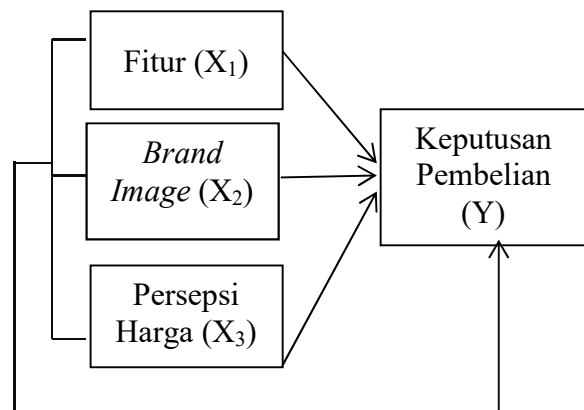 Fitur (X₁)
Brand
Image (X₂)
Persepsi
Harga (X₃)
Keputusan
Pembelian
(Y)